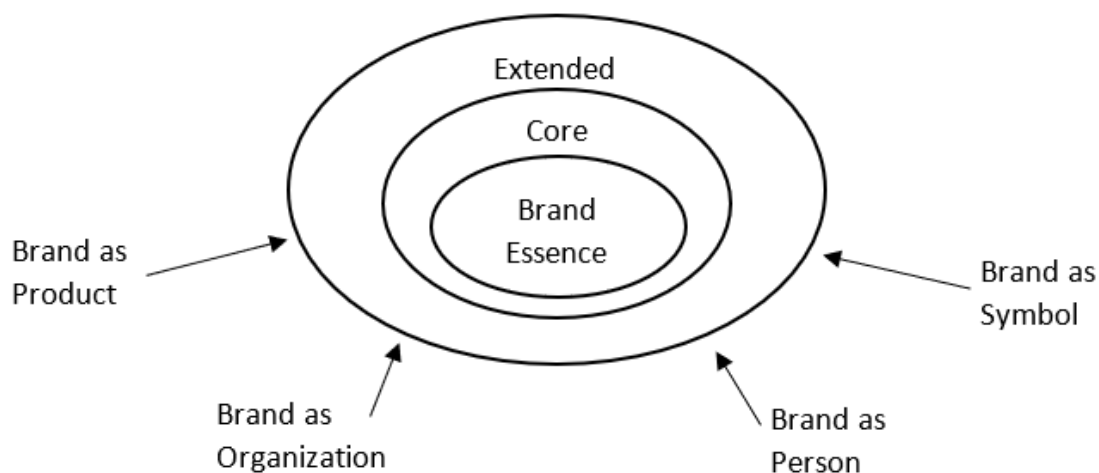 Extended
Core
Brand
Essence
Brand as
Product
Brand as
Symbol
Brand as
Organization
Brand as
Person